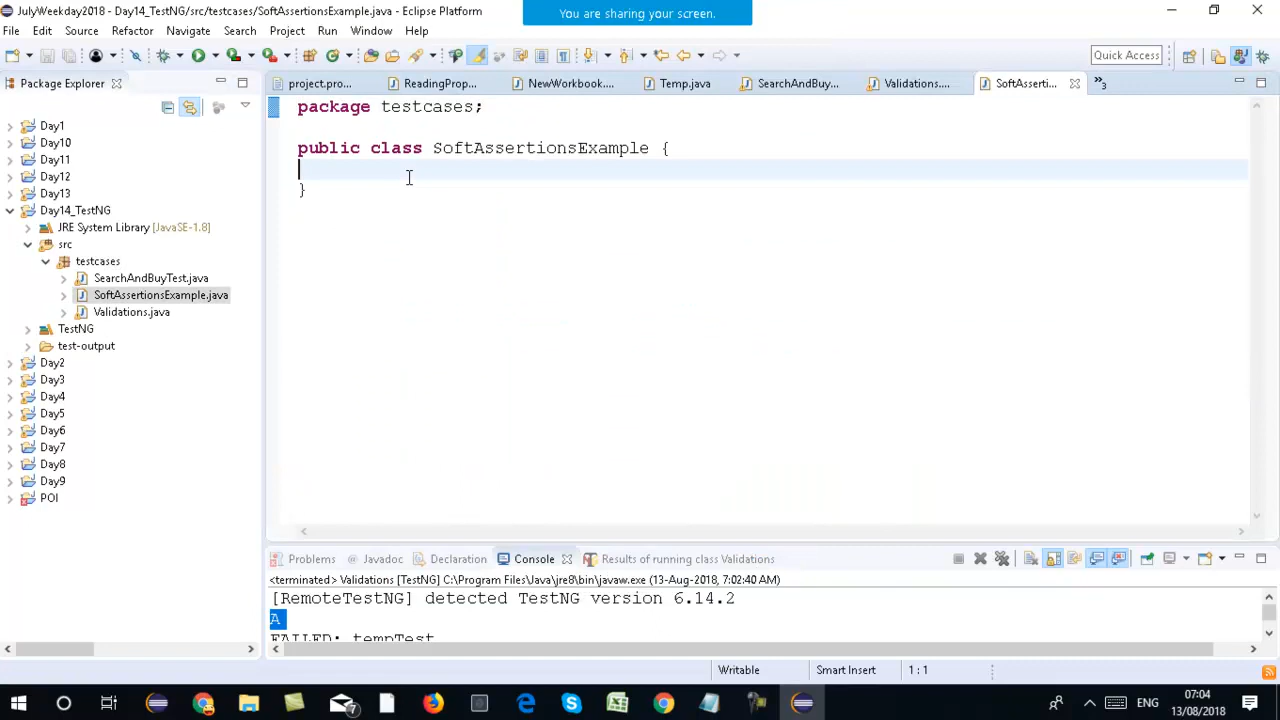 JulyWeekday2018 - Day14_TestNG/src/testcases/SoftAssertionsExample.java - Eclipse Platform
You are sharing your screen.
File Edit Source Refactor Navigate Search Project Run Window Help
Quick Access
Package Explorer
project.pro...
ReadingProp...
NewWorkbook....
Temp.java
SearchAndBuy...
Validations....
SoftAsserti...
3
Day1
Day10
Day11
Day12
Day13
Day14_TestNG
JRE System Library [JavaSE-1.8]
src
testcases
SearchAndBuyTest.java
SoftAssertionsExample.java
Validations.java
TestNG
test-output
Day2
Day3
Day4
Day5
Day6
Day7
Day8
Day9
POI
package testcases;
public class SoftAssertionsExample {
}
Problems Javadoc Declaration Console Results of running class Validations
<terminated> Validations [TestNG] C:\Program Files\Java\jre8\bin\javaw.exe (13-Aug-2018, 7:02:40 AM)
[RemoteTestNG] detected TestNG version 6.14.2
A
FAILED: tempTest
Writable Smart Insert 1 : 1
7
ENG
07:04
13/08/2018